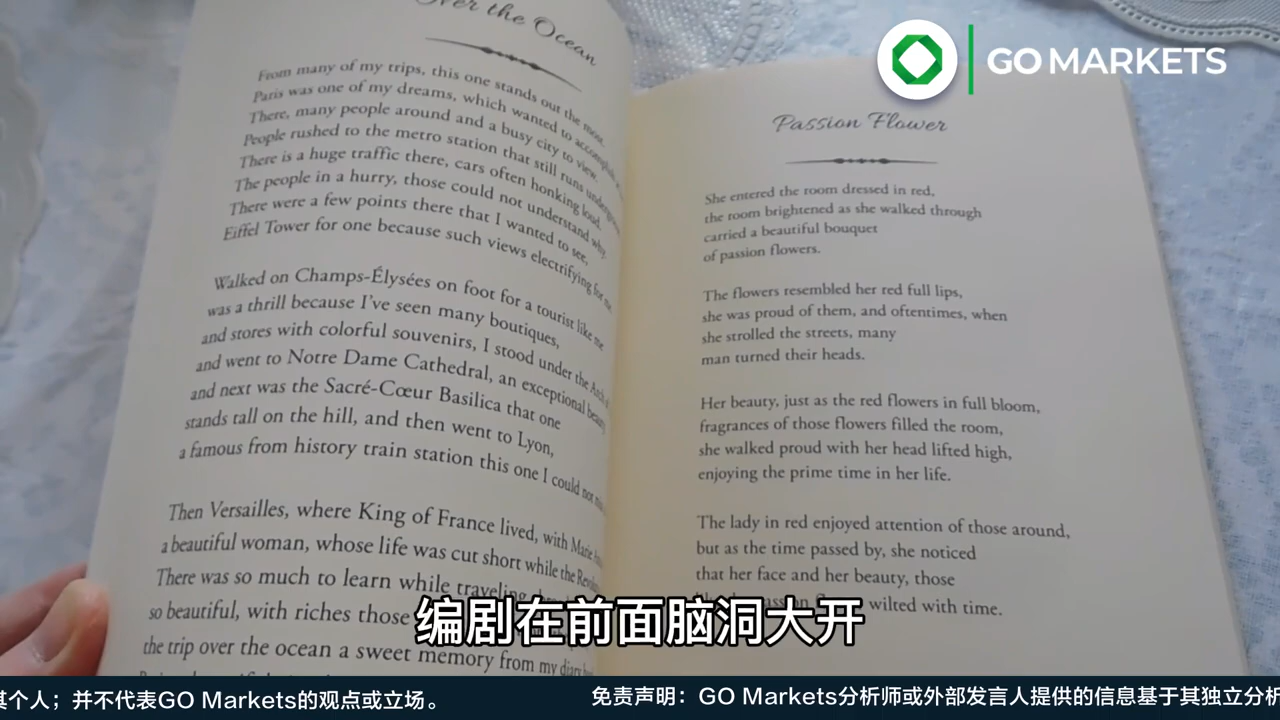 Over the Ocean
From many of my trips, this one stands out the most.
Paris was one of my dreams, which wanted to accomplish
There, many people around and a busy city to view.
People rushed to the metro station that still runs underground
There is a huge traffic there, cars often honking loud.
The people in a hurry, those could not understand why.
There were a few points there that I wanted to see,
Eiffel Tower for one because such views electrifying for me
Walked on Champs-Élysées on foot for a tourist like me
was a thrill because I've seen many boutiques,
and stores with colorful souvenirs, I stood under the Arch
and went to Notre Dame Cathedral, an exceptional beauty
and next was the Sacré-Cœur Basilica that one
stands tall on the hill, and then went to Lyon,
a famous from history train station this one I could not
Then Versailles, where King of France lived, with Marie
a beautiful woman, whose life was cut short while the
There was so much to learn while traveling
so beautiful, with riches those
the trip over the ocean a sweet memory from my diary
GO MARKETS
Passion Flower
She entered the room dressed in red,
the room brightened as she walked through
carried a beautiful bouquet
of passion flowers.
The flowers resembled her red full lips,
she was proud of them, and oftentimes, when
she strolled the streets, many
man turned their heads.
Her beauty, just as the red flowers in full bloom,
fragrances of those flowers filled the room,
she walked proud with her head lifted high,
enjoying the prime time in her life.
The lady in red enjoyed attention of those around,
but as the time passed by, she noticed
that her face and her beauty, those
wilted with time.
编剧在前面脑洞大开
某个人；并不代表GO Markets的观点或立场。 免责声明：GO Markets分析师或外部发言人提供的信息基于其独立分析